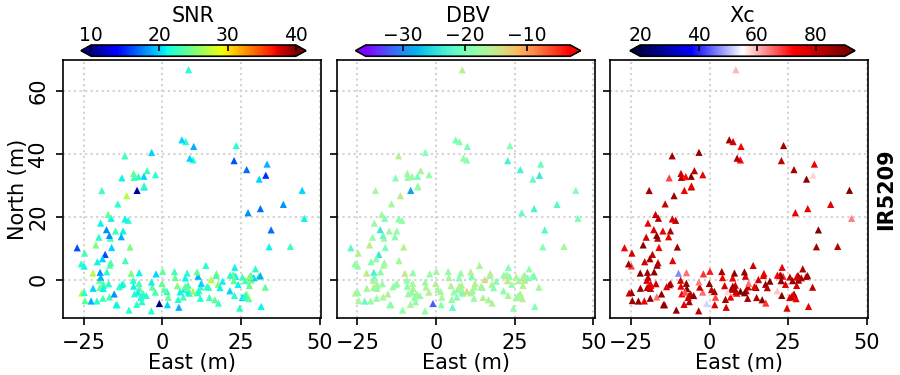 SNR DBV Xc
10 20 30 40 −30 −20 −10 20 40 60 80
60
40
20
0
North (m)
IR5209
−25 0 25 50 −25 0 25 50 −25 0 25 50
East (m) East (m) East (m)